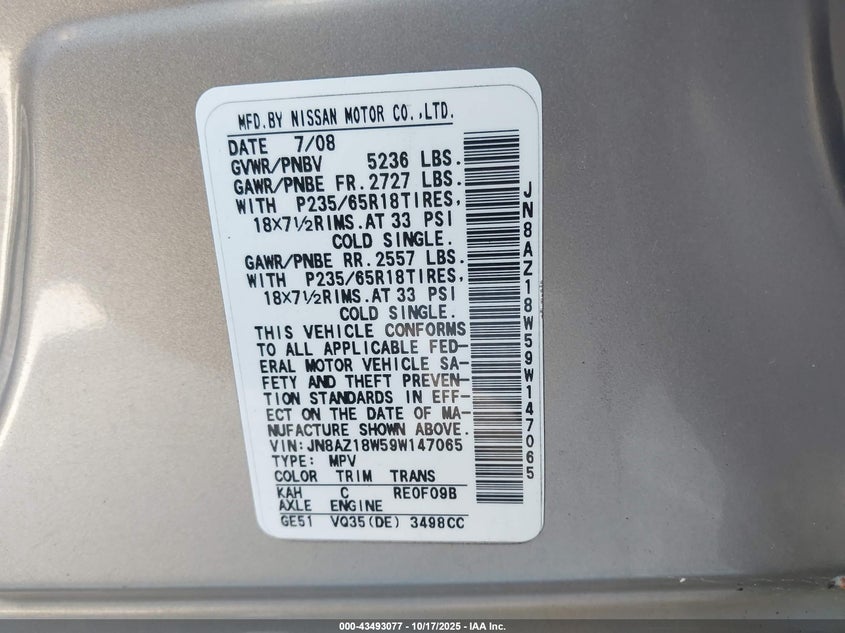 MFD.BY NISSAN MOTOR CO.,LTD.
DATE 7/08
GVWR/PNBV 5236 LBS.
GAWR/PNBE FR.2727 LBS.
WITH P235/65R18TIRES,
18×7½RIMS.AT 33 PSI
COLD SINGLE.
GAWR/PNBE RR.2557 LBS.
WITH P235/65R18TIRES,
18×7½RIMS.AT 33 PSI
COLD SINGLE.
THIS VEHICLE CONFORMS
TO ALL APPLICABLE FED-
ERAL MOTOR VEHICLE SA-
FETY AND THEFT PREVEN-
TION STANDARDS IN EFF-
ECT ON THE DATE OF MA-
NUFACTURE SHOWN ABOVE.
VIN:JN8AZ18W59W147065
TYPE: MPV
COLOR TRIM TRANS
KAH C RE0F09B
AXLE ENGINE
GE51 VQ35(DE) 3498CC
JN8AZ18W59W147065
000-43493077 - 10/17/2025 - IAA Inc.